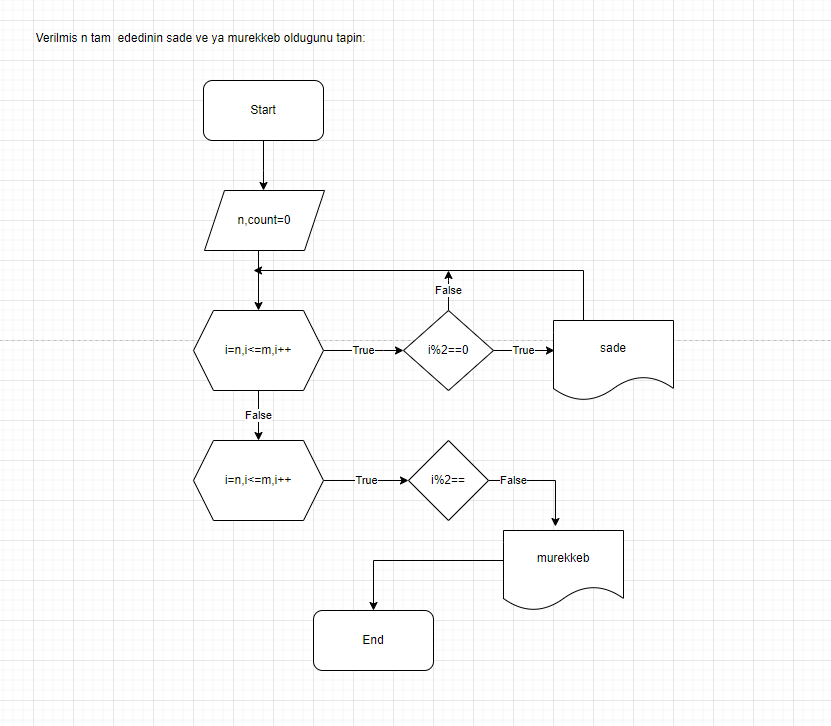 Verilmis n tam  ededinin sade ve ya murekkeb oldugunu tapin:
Start
n,count=0
False
i=n,i<=m,i++
True
i%2==0
True
sade
False
i=n,i<=m,i++
True
i%2==
False
murekkeb
End